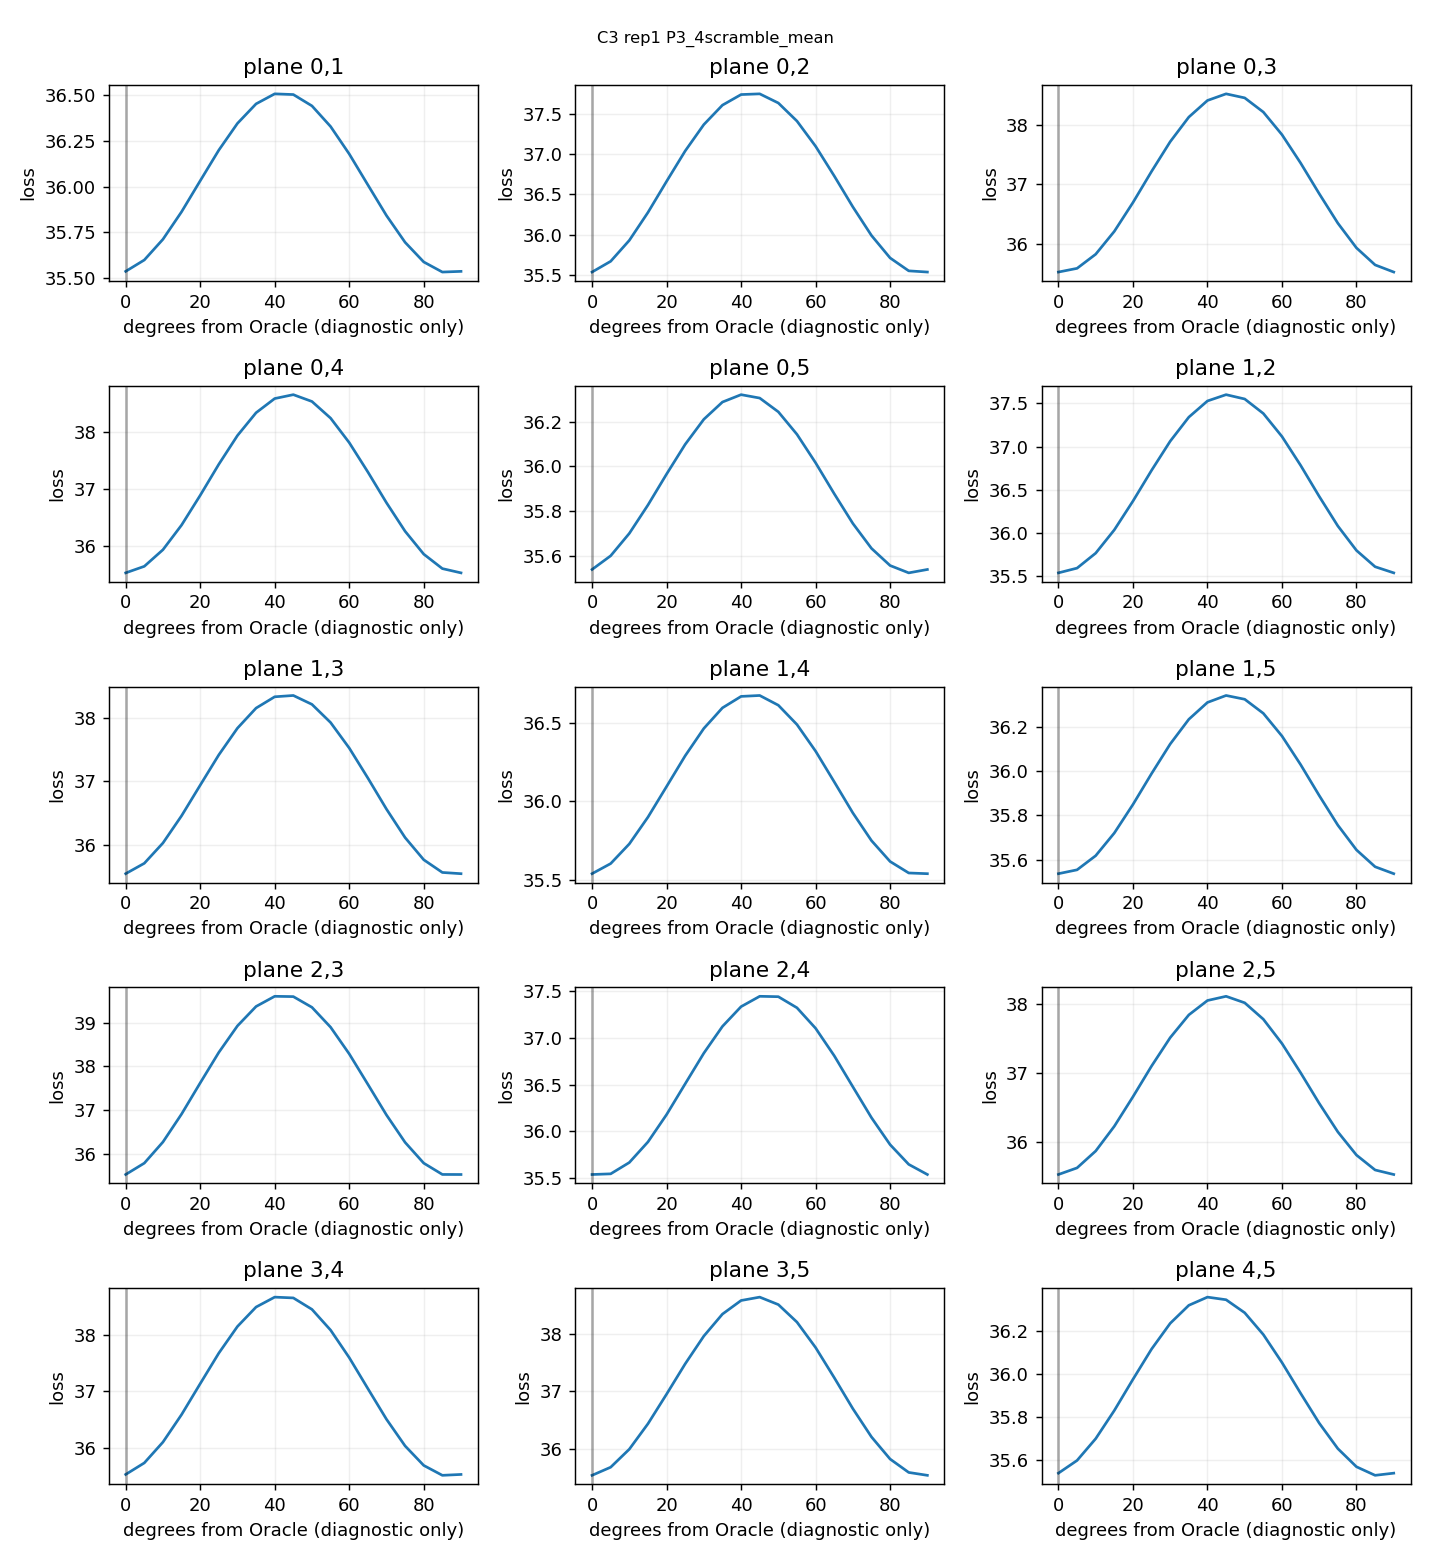 C3 rep1 P3_4scramble_mean
plane 0,1
plane 0,2
plane 0,3
36.50
36.25
36.00
35.75
35.50
loss
0 20 40 60 80
degrees from Oracle (diagnostic only)
37.5
37.0
36.5
36.0
35.5
loss
0 20 40 60 80
degrees from Oracle (diagnostic only)
38
37
36
loss
0 20 40 60 80
degrees from Oracle (diagnostic only)
plane 0,4
plane 0,5
plane 1,2
38
37
36
loss
0 20 40 60 80
degrees from Oracle (diagnostic only)
36.2
36.0
35.8
35.6
loss
0 20 40 60 80
degrees from Oracle (diagnostic only)
37.5
37.0
36.5
36.0
35.5
loss
0 20 40 60 80
degrees from Oracle (diagnostic only)
plane 1,3
plane 1,4
plane 1,5
38
37
36
loss
0 20 40 60 80
degrees from Oracle (diagnostic only)
36.5
36.0
35.5
loss
0 20 40 60 80
degrees from Oracle (diagnostic only)
36.2
36.0
35.8
35.6
loss
0 20 40 60 80
degrees from Oracle (diagnostic only)
plane 2,3
plane 2,4
plane 2,5
39
38
37
36
loss
0 20 40 60 80
degrees from Oracle (diagnostic only)
37.5
37.0
36.5
36.0
35.5
loss
0 20 40 60 80
degrees from Oracle (diagnostic only)
38
37
36
loss
0 20 40 60 80
degrees from Oracle (diagnostic only)
plane 3,4
plane 3,5
plane 4,5
38
37
36
loss
0 20 40 60 80
degrees from Oracle (diagnostic only)
38
37
36
loss
0 20 40 60 80
degrees from Oracle (diagnostic only)
36.2
36.0
35.8
35.6
loss
0 20 40 60 80
degrees from Oracle (diagnostic only)